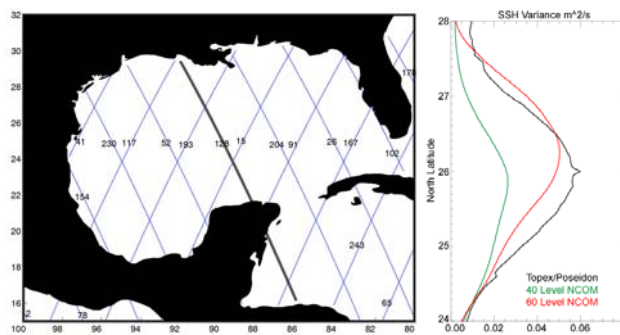 SSH Variance m^2/s
32
30
28
26
24
22
20
18
16
100 98 96 94 92 90 88 86 84 82 80
178
41 230 117 52 193 128 15 204 91 26 167
102
154
243
2 78 65
28
27
26
25
24
North Latitude
Topex/Poseidon
40 Level NCOM
60 Level NCOM
0.00 0.02 0.04 0.06